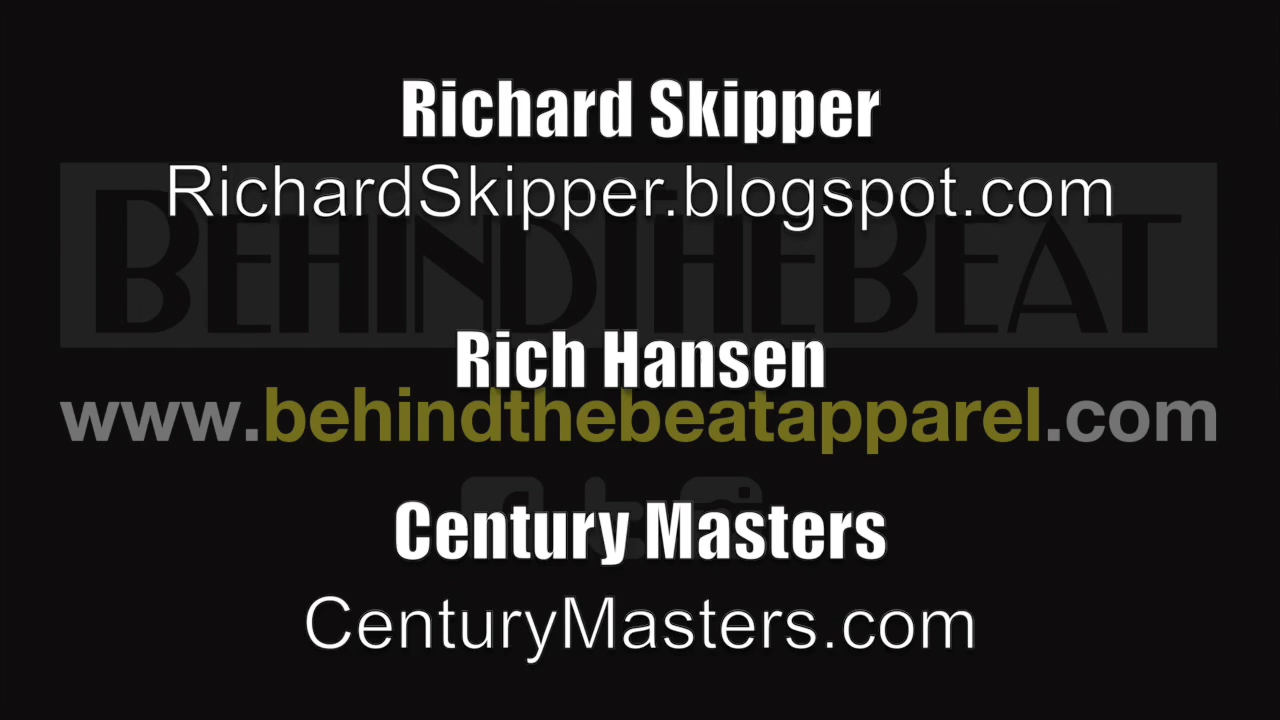 Richard Skipper
RichardSkipper.blogspot.com
BEHINDTHEBEAT
Rich Hansen
www.behindthebeatapparel.com
Century Masters
CenturyMasters.com